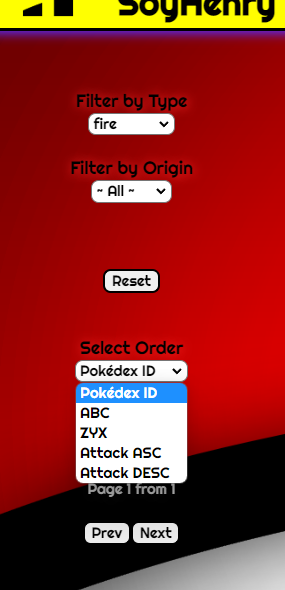 SoyHenry
Filter by Type
fire
Filter by Origin
~ All ~
Reset
Select Order
Pokédex ID
Pokédex ID
ABC
ZYX
Attack ASC
Attack DESC
Page 1 from 1
Prev Next